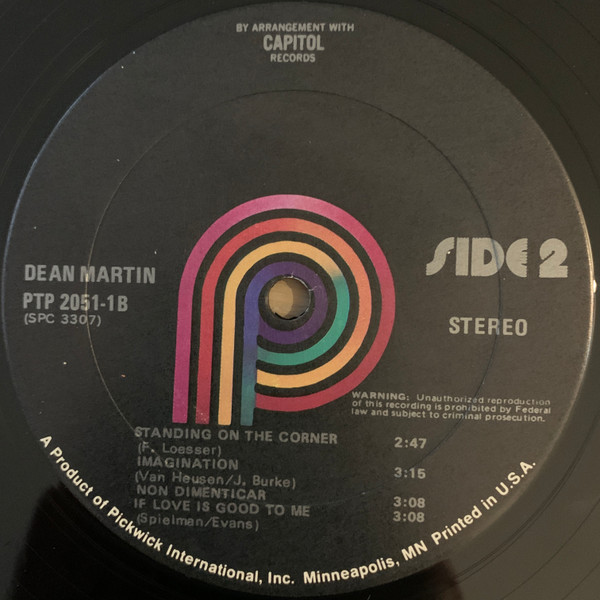 BY ARRANGEMENT WITH
CAPITOL
RECORDS
DEAN MARTIN
PTP 2051-1B
(SPC 3307)
SIDE 2
STEREO
WARNING: Unauthorized reproduction
of this recording is prohibited by Federal
law and subject to criminal prosecution.
STANDING ON THE CORNER 2:47
(F. Loesser)
IMAGINATION 3:15
(Van Heusen/J. Burke)
NON DIMENTICAR 3:08
IF LOVE IS GOOD TO ME 3:08
(Spielman/Evans)
A Product of Pickwick International, Inc. Minneapolis, MN Printed in U.S.A.